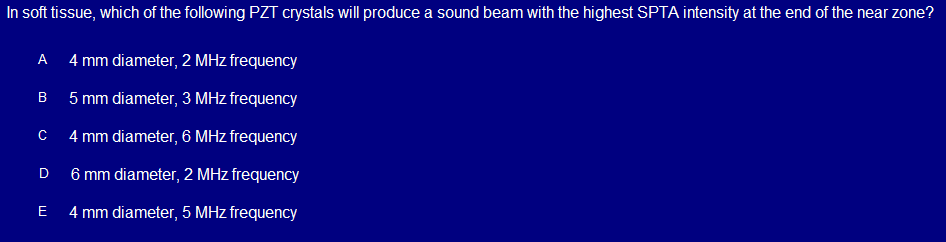 In soft tissue, which of the following PZT crystals will produce a sound beam with the highest SPTA intensity at the end of the near zone?
A 4 mm diameter, 2 MHz frequency
B 5 mm diameter, 3 MHz frequency
C 4 mm diameter, 6 MHz frequency
D 6 mm diameter, 2 MHz frequency
E 4 mm diameter, 5 MHz frequency